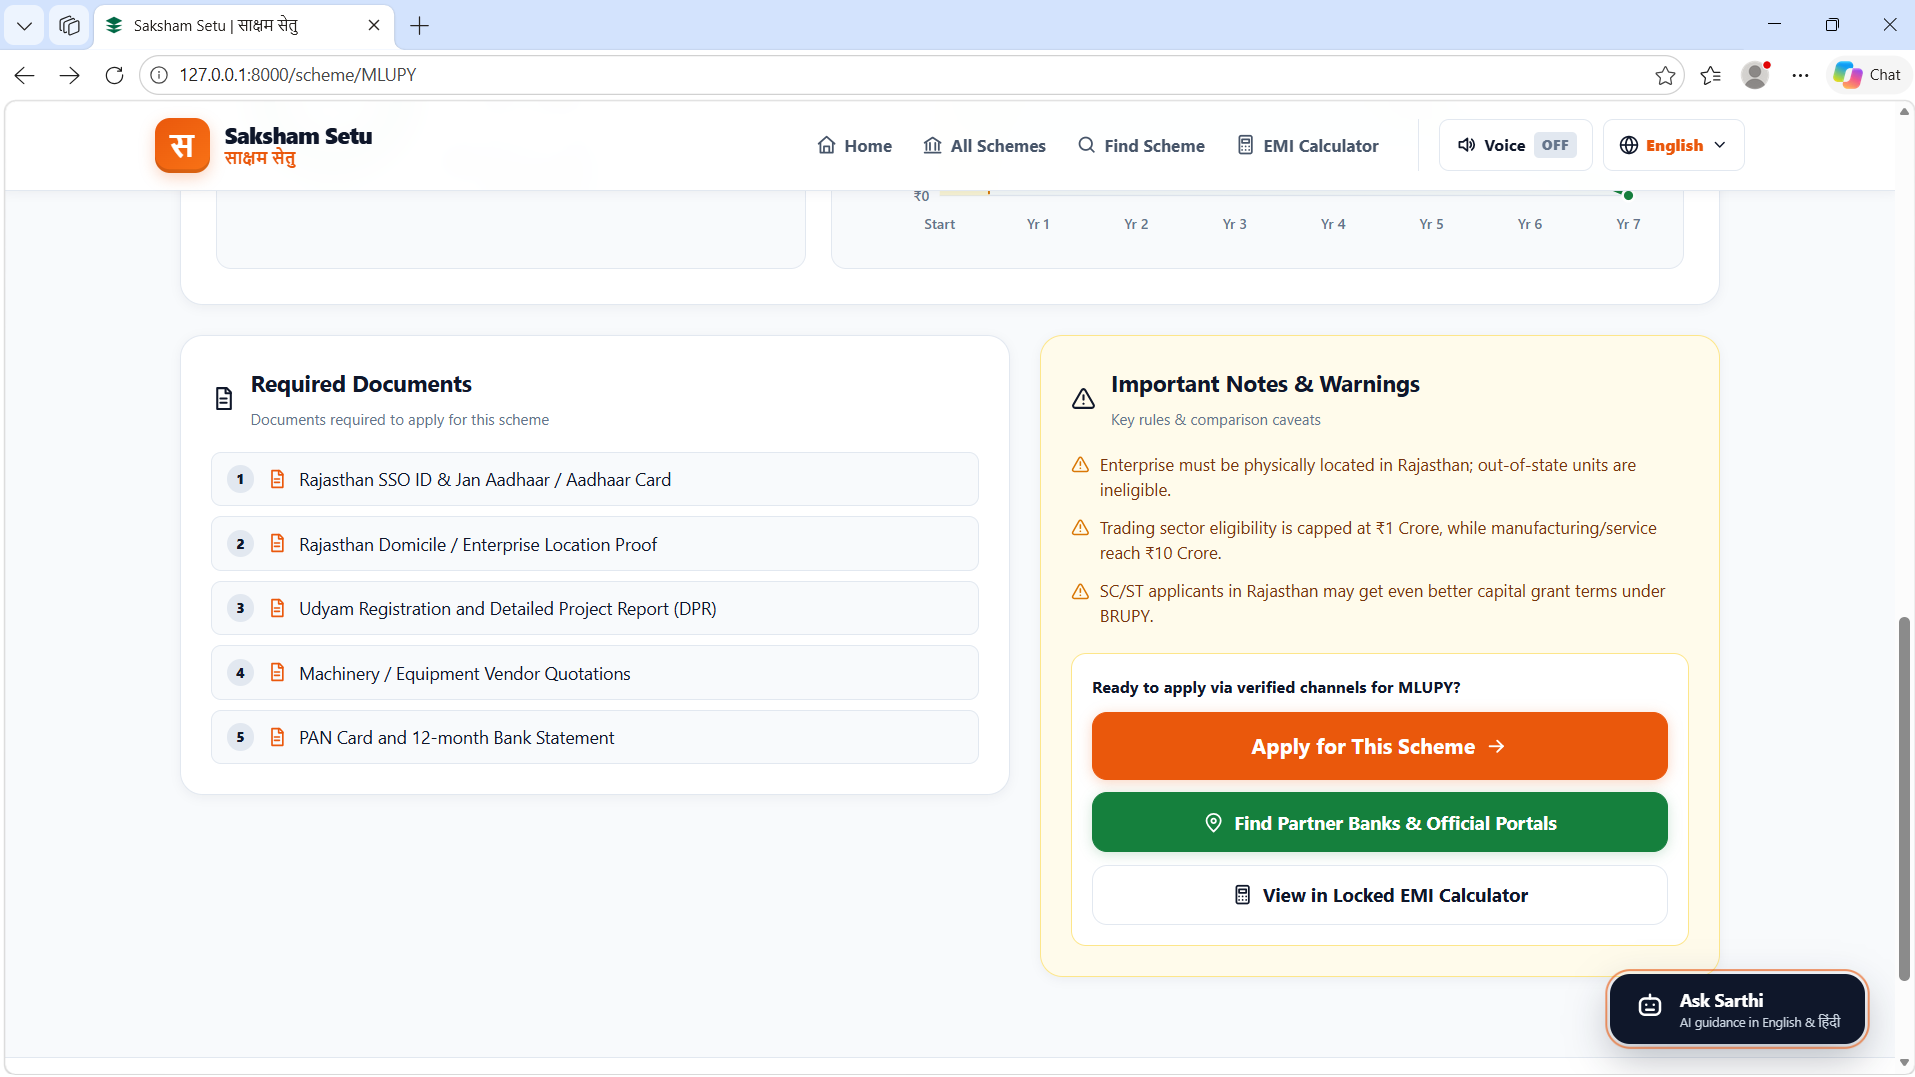 Saksham Setu | साक्षम सेतु
127.0.0.1:8000/scheme/MLUPY
Chat
स
Saksham Setu
साक्षम सेतु
Home
All Schemes
Find Scheme
EMI Calculator
Voice OFF
English
₹0
Start Yr 1 Yr 2 Yr 3 Yr 4 Yr 5 Yr 6 Yr 7
Required Documents
Documents required to apply for this scheme
1 Rajasthan SSO ID & Jan Aadhaar / Aadhaar Card
2 Rajasthan Domicile / Enterprise Location Proof
3 Udyam Registration and Detailed Project Report (DPR)
4 Machinery / Equipment Vendor Quotations
5 PAN Card and 12-month Bank Statement
Important Notes & Warnings
Key rules & comparison caveats
Enterprise must be physically located in Rajasthan; out-of-state units are
ineligible.
Trading sector eligibility is capped at ₹1 Crore, while manufacturing/service
reach ₹10 Crore.
SC/ST applicants in Rajasthan may get even better capital grant terms under
BRUPY.
Ready to apply via verified channels for MLUPY?
Apply for This Scheme →
Find Partner Banks & Official Portals
View in Locked EMI Calculator
Ask Sarthi
AI guidance in English & हिंदी